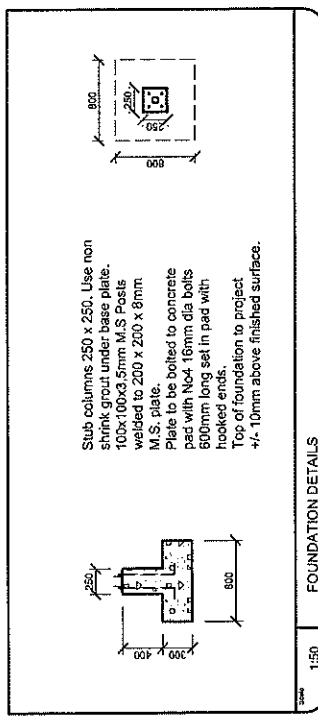 Stub columns 250 x 250. Use non
shrink grout under base plate.
100x100x3.5mm M.S Posts
welded to 200 x 200 x 8mm
M.S. plate.
Plate to be bolted to concrete
pad with No4 16mm dia bolts
600mm long set in pad with
hooked ends.
Top of foundation to project
+/- 10mm above finished surface.
250
400
300
800
800
250
250
800
1:50
FOUNDATION DETAILS